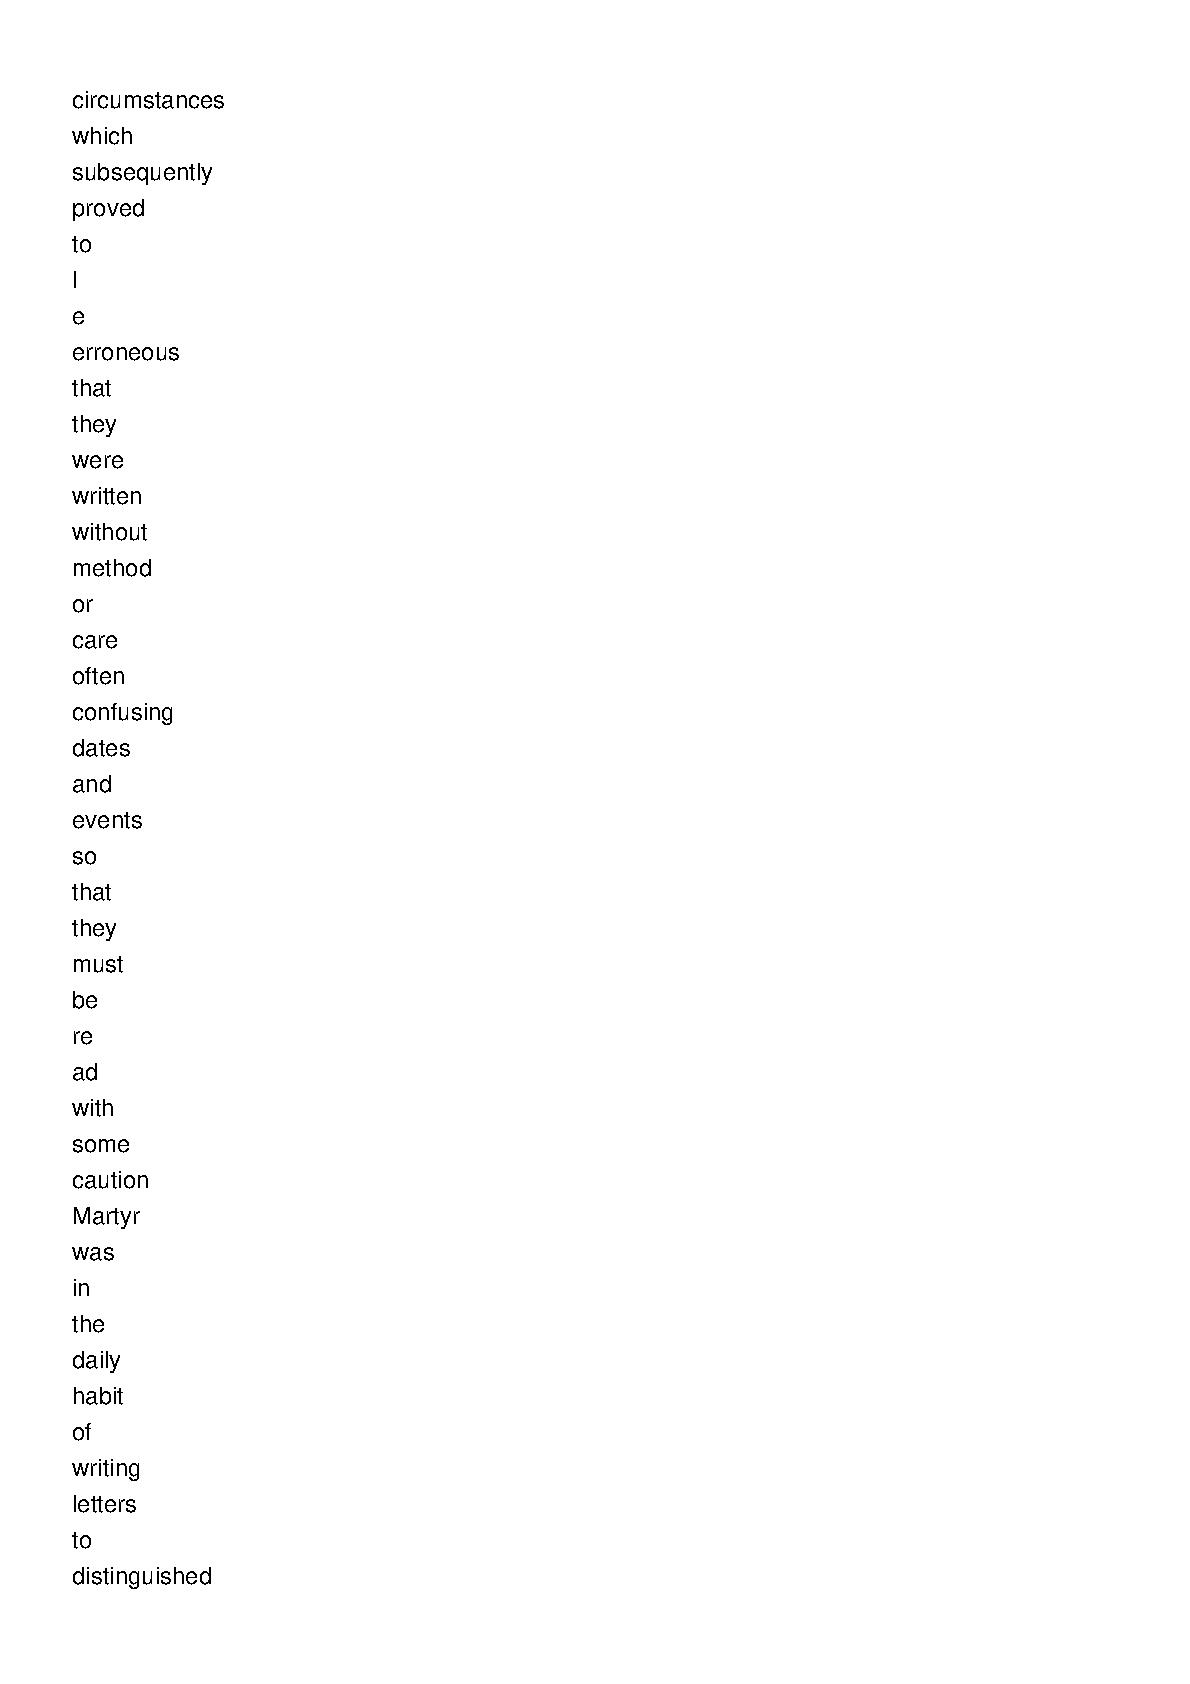 circumstances
which
subsequently
proved
to
l
e
erroneous
that
they
were
written
without
method
or
care
often
confusing
dates
and
events
so
that
they
must
be
re
ad
with
some
caution
Martyr
was
in
the
daily
habit
of
writing
letters
to
distinguished